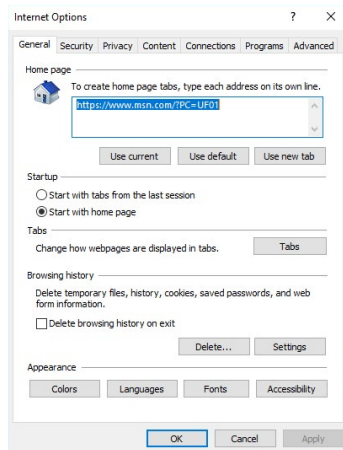 Internet Options ? ×
General Security Privacy Content Connections Programs Advanced
Home page
To create home page tabs, type each address on its own line.
https://www.msn.com/?PC=UF01
Use current Use default Use new tab
Startup
Start with tabs from the last session
Start with home page
Tabs
Change how webpages are displayed in tabs. Tabs
Browsing history
Delete temporary files, history, cookies, saved passwords, and web
form information.
Delete browsing history on exit
Delete... Settings
Appearance
Colors Languages Fonts Accessibility
OK Cancel Apply